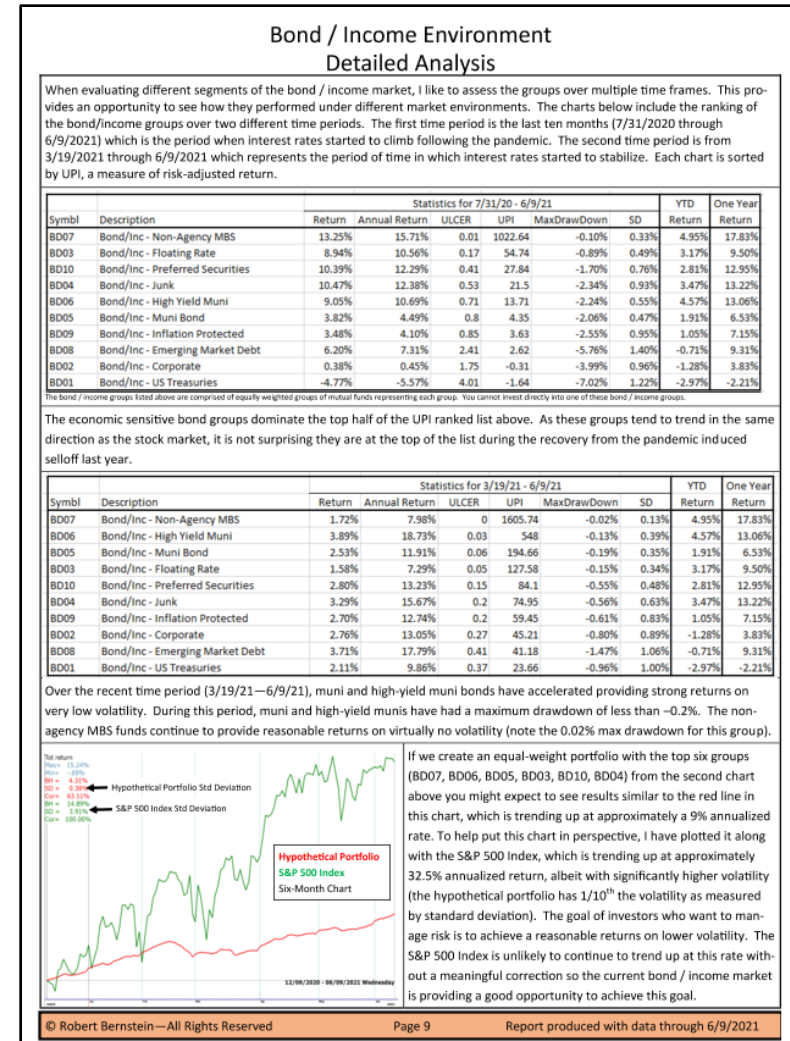 Bond / Income Environment
Detailed Analysis
When evaluating different segments of the bond / income market, I like to assess the groups over multiple time frames. This pro-
vides an opportunity to see how they performed under different market environments. The charts below include the ranking of
the bond/income groups over two different time periods. The first time period is the last ten months (7/31/2020 through
6/9/2021) which is the period when interest rates started to climb following the pandemic. The second time period is from
3/19/2021 through 6/9/2021 which represents the period of time in which interest rates started to stabilize. Each chart is sorted
by UPI, a measure of risk-adjusted return.
Statistics for 7/31/20 - 6/9/21 YTD One Year
Symbl Description Return Annual Return ULCER UPI MaxDrawDown SD Return Return
BD07 Bond/Inc - Non-Agency MBS 13.25% 15.71% 0.01 1022.64 -0.10% 0.33% 4.95% 17.83%
BD03 Bond/Inc - Floating Rate 8.94% 10.56% 0.17 54.74 -0.89% 0.49% 3.17% 9.50%
BD10 Bond/Inc - Preferred Securities 10.39% 12.29% 0.41 27.84 -1.70% 0.76% 2.81% 12.95%
BD04 Bond/Inc - Junk 10.47% 12.38% 0.53 21.5 -2.34% 0.93% 3.47% 13.22%
BD06 Bond/Inc - High Yield Muni 9.05% 10.69% 0.71 13.71 -2.24% 0.55% 4.57% 13.06%
BD05 Bond/Inc - Muni Bond 3.82% 4.49% 0.8 4.35 -2.06% 0.47% 1.91% 6.53%
BD09 Bond/Inc - Inflation Protected 3.48% 4.10% 0.85 3.63 -2.55% 0.95% 1.05% 7.15%
BD08 Bond/Inc - Emerging Market Debt 6.20% 7.31% 2.41 2.62 -5.76% 1.40% -0.71% 9.31%
BD02 Bond/Inc - Corporate 0.38% 0.45% 1.75 -0.31 -3.99% 0.96% -1.28% 3.83%
BD01 Bond/Inc - US Treasuries -4.77% -5.57% 4.01 -1.64 -7.02% 1.22% -2.97% -2.21%
The bond / income groups listed above are comprised of equally weighted groups of mutual funds representing each group. You cannot invest directly into one of these bond / income groups.
The economic sensitive bond groups dominate the top half of the UPI ranked list above. As these groups tend to trend in the same
direction as the stock market, it is not surprising they are at the top of the list during the recovery from the pandemic induced
selloff last year.
Statistics for 3/19/21 - 6/9/21 YTD One Year
Symbl Description Return Annual Return ULCER UPI MaxDrawDown SD Return Return
BD07 Bond/Inc - Non-Agency MBS 1.72% 7.98% 0 1605.74 -0.02% 0.13% 4.95% 17.83%
BD06 Bond/Inc - High Yield Muni 3.89% 18.73% 0.03 548 -0.13% 0.39% 4.57% 13.06%
BD05 Bond/Inc - Muni Bond 2.53% 11.91% 0.06 194.66 -0.19% 0.35% 1.91% 6.53%
BD03 Bond/Inc - Floating Rate 1.58% 7.29% 0.05 127.58 -0.15% 0.34% 3.17% 9.50%
BD10 Bond/Inc - Preferred Securities 2.80% 13.23% 0.15 84.1 -0.55% 0.48% 2.81% 12.95%
BD04 Bond/Inc - Junk 3.29% 15.67% 0.2 74.95 -0.56% 0.63% 3.47% 13.22%
BD09 Bond/Inc - Inflation Protected 2.70% 12.74% 0.2 59.45 -0.61% 0.83% 1.05% 7.15%
BD02 Bond/Inc - Corporate 2.76% 13.05% 0.27 45.21 -0.80% 0.89% -1.28% 3.83%
BD08 Bond/Inc - Emerging Market Debt 3.71% 17.79% 0.41 41.18 -1.47% 1.06% -0.71% 9.31%
BD01 Bond/Inc - US Treasuries 2.11% 9.86% 0.37 23.66 -0.96% 1.00% -2.97% -2.21%
Over the recent time period (3/19/21—6/9/21), muni and high-yield muni bonds have accelerated providing strong returns on
very low volatility. During this period, muni and high-yield munis have had a maximum drawdown of less than –0.2%. The non-
agency MBS funds continue to provide reasonable returns on virtually no volatility (note the 0.02% max drawdown for this group).
Tot return
Max= 15.24%
Min= -.69%
BH = 4.31%
SD = 0.39%
Cor= 63.11%
BH = 14.89%
SD = 3.91%
Cor= 100.00%
Hypothetical Portfolio Std Deviation
S&P 500 Index Std Deviation
Hypothetical Portfolio
S&P 500 Index
Six-Month Chart
12/09/2020 - 06/09/2021 Wednesday
If we create an equal-weight portfolio with the top six groups
(BD07, BD06, BD05, BD03, BD10, BD04) from the second chart
above you might expect to see results similar to the red line in
this chart, which is trending up at approximately a 9% annualized
rate. To help put this chart in perspective, I have plotted it along
with the S&P 500 Index, which is trending up at approximately
32.5% annualized return, albeit with significantly higher volatility
(the hypothetical portfolio has 1/10th the volatility as measured
by standard deviation). The goal of investors who want to man-
age risk is to achieve a reasonable returns on lower volatility. The
S&P 500 Index is unlikely to continue to trend up at this rate with-
out a meaningful correction so the current bond / income market
is providing a good opportunity to achieve this goal.
© Robert Bernstein—All Rights Reserved Page 9 Report produced with data through 6/9/2021